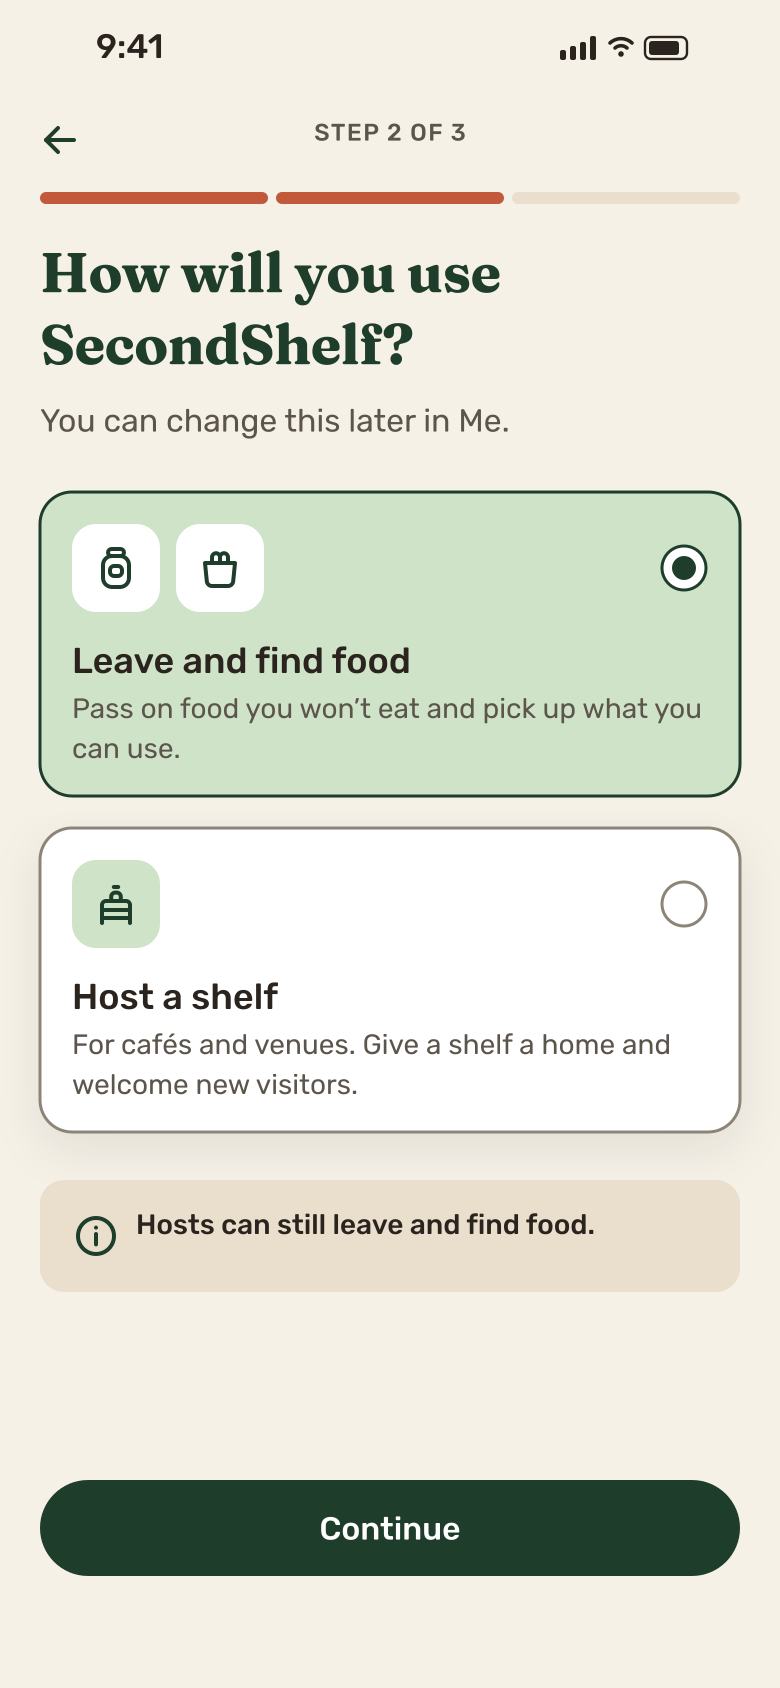 9:41
STEP 2 OF 3
How will you use
SecondShelf?
You can change this later in Me.
Leave and find food
Pass on food you won’t eat and pick up what you
can use.
Host a shelf
For cafés and venues. Give a shelf a home and
welcome new visitors.
Hosts can still leave and find food.
Continue